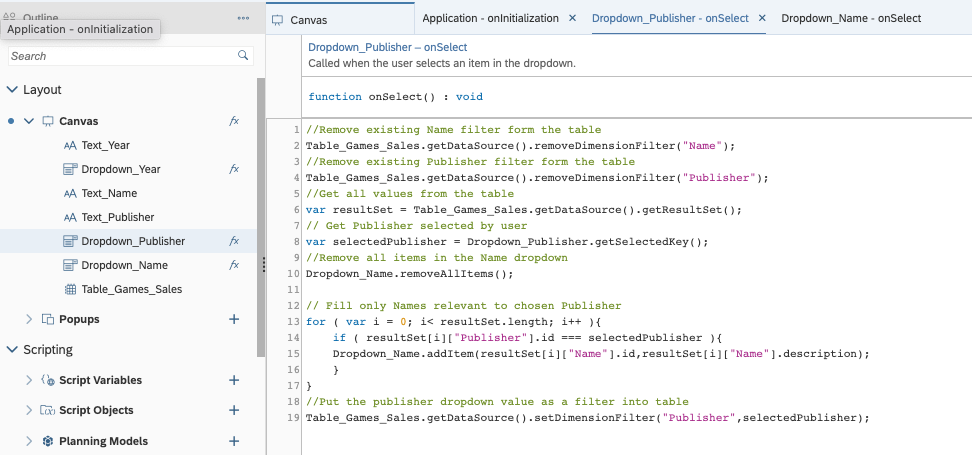 Outline
Application - onInitialization
Search
Layout
Canvas
Text_Year
Dropdown_Year
Text_Name
Text_Publisher
Dropdown_Publisher
Dropdown_Name
Table_Games_Sales
Popups
Scripting
Script Variables
Script Objects
Planning Models
Canvas
Application - onInitialization
Dropdown_Publisher - onSelect
Dropdown_Name - onSelect
Dropdown_Publisher – onSelect
Called when the user selects an item in the dropdown.
function onSelect() : void
1 //Remove existing Name filter form the table
2 Table_Games_Sales.getDataSource().removeDimensionFilter("Name");
3 //Remove existing Publisher filter form the table
4 Table_Games_Sales.getDataSource().removeDimensionFilter("Publisher");
5 //Get all values from the table
6 var resultSet = Table_Games_Sales.getDataSource().getResultSet();
7 // Get Publisher selected by user
8 var selectedPublisher = Dropdown_Publisher.getSelectedKey();
9 //Remove all items in the Name dropdown
10 Dropdown_Name.removeAllItems();
11
12 // Fill only Names relevant to chosen Publisher
13 for ( var i = 0; i< resultSet.length; i++ ){
14 if ( resultSet[i]["Publisher"].id === selectedPublisher ){
15 Dropdown_Name.addItem(resultSet[i]["Name"].id,resultSet[i]["Name"].description);
16 }
17 }
18 //Put the publisher dropdown value as a filter into table
19 Table_Games_Sales.getDataSource().setDimensionFilter("Publisher",selectedPublisher);